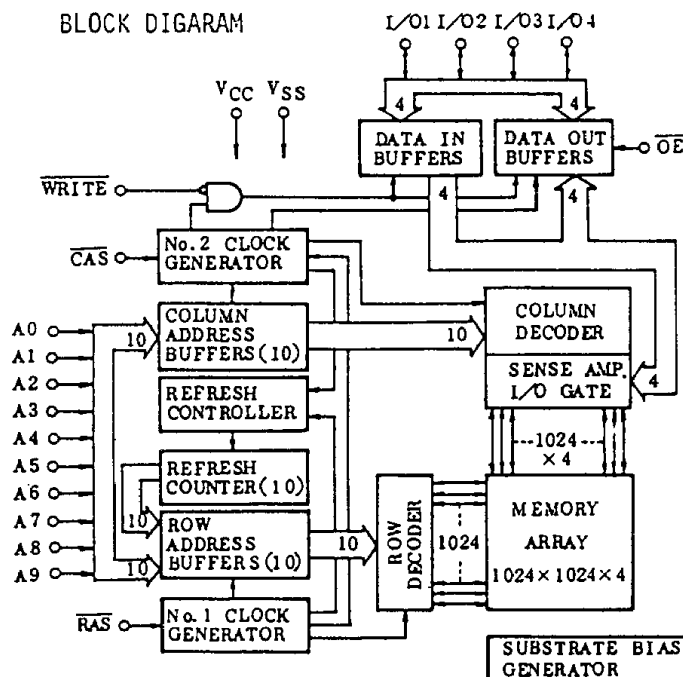 BLOCK DIGARAM
I/O1 I/O2 I/O3 I/O4
VCC VSS
4
4
DATA IN
BUFFERS
DATA OUT
BUFFERS
OE
WRITE
4
4
CAS
No.2 CLOCK
GENERATOR
A0
A1
A2
A3
A4
A5
A6
A7
A8
A9
10
COLUMN
ADDRESS
BUFFERS(10)
10
COLUMN
DECODER
SENSE AMP.
I/O GATE
4
REFRESH
CONTROLLER
1024
× 4
REFRESH
COUNTER(10)
10
10
ROW
ADDRESS
BUFFERS(10)
10
ROW
DECODER
1024
MEMORY
ARRAY
1024×1024×4
RAS
No.1 CLOCK
GENERATOR
SUBSTRATE BIAS
GENERATOR